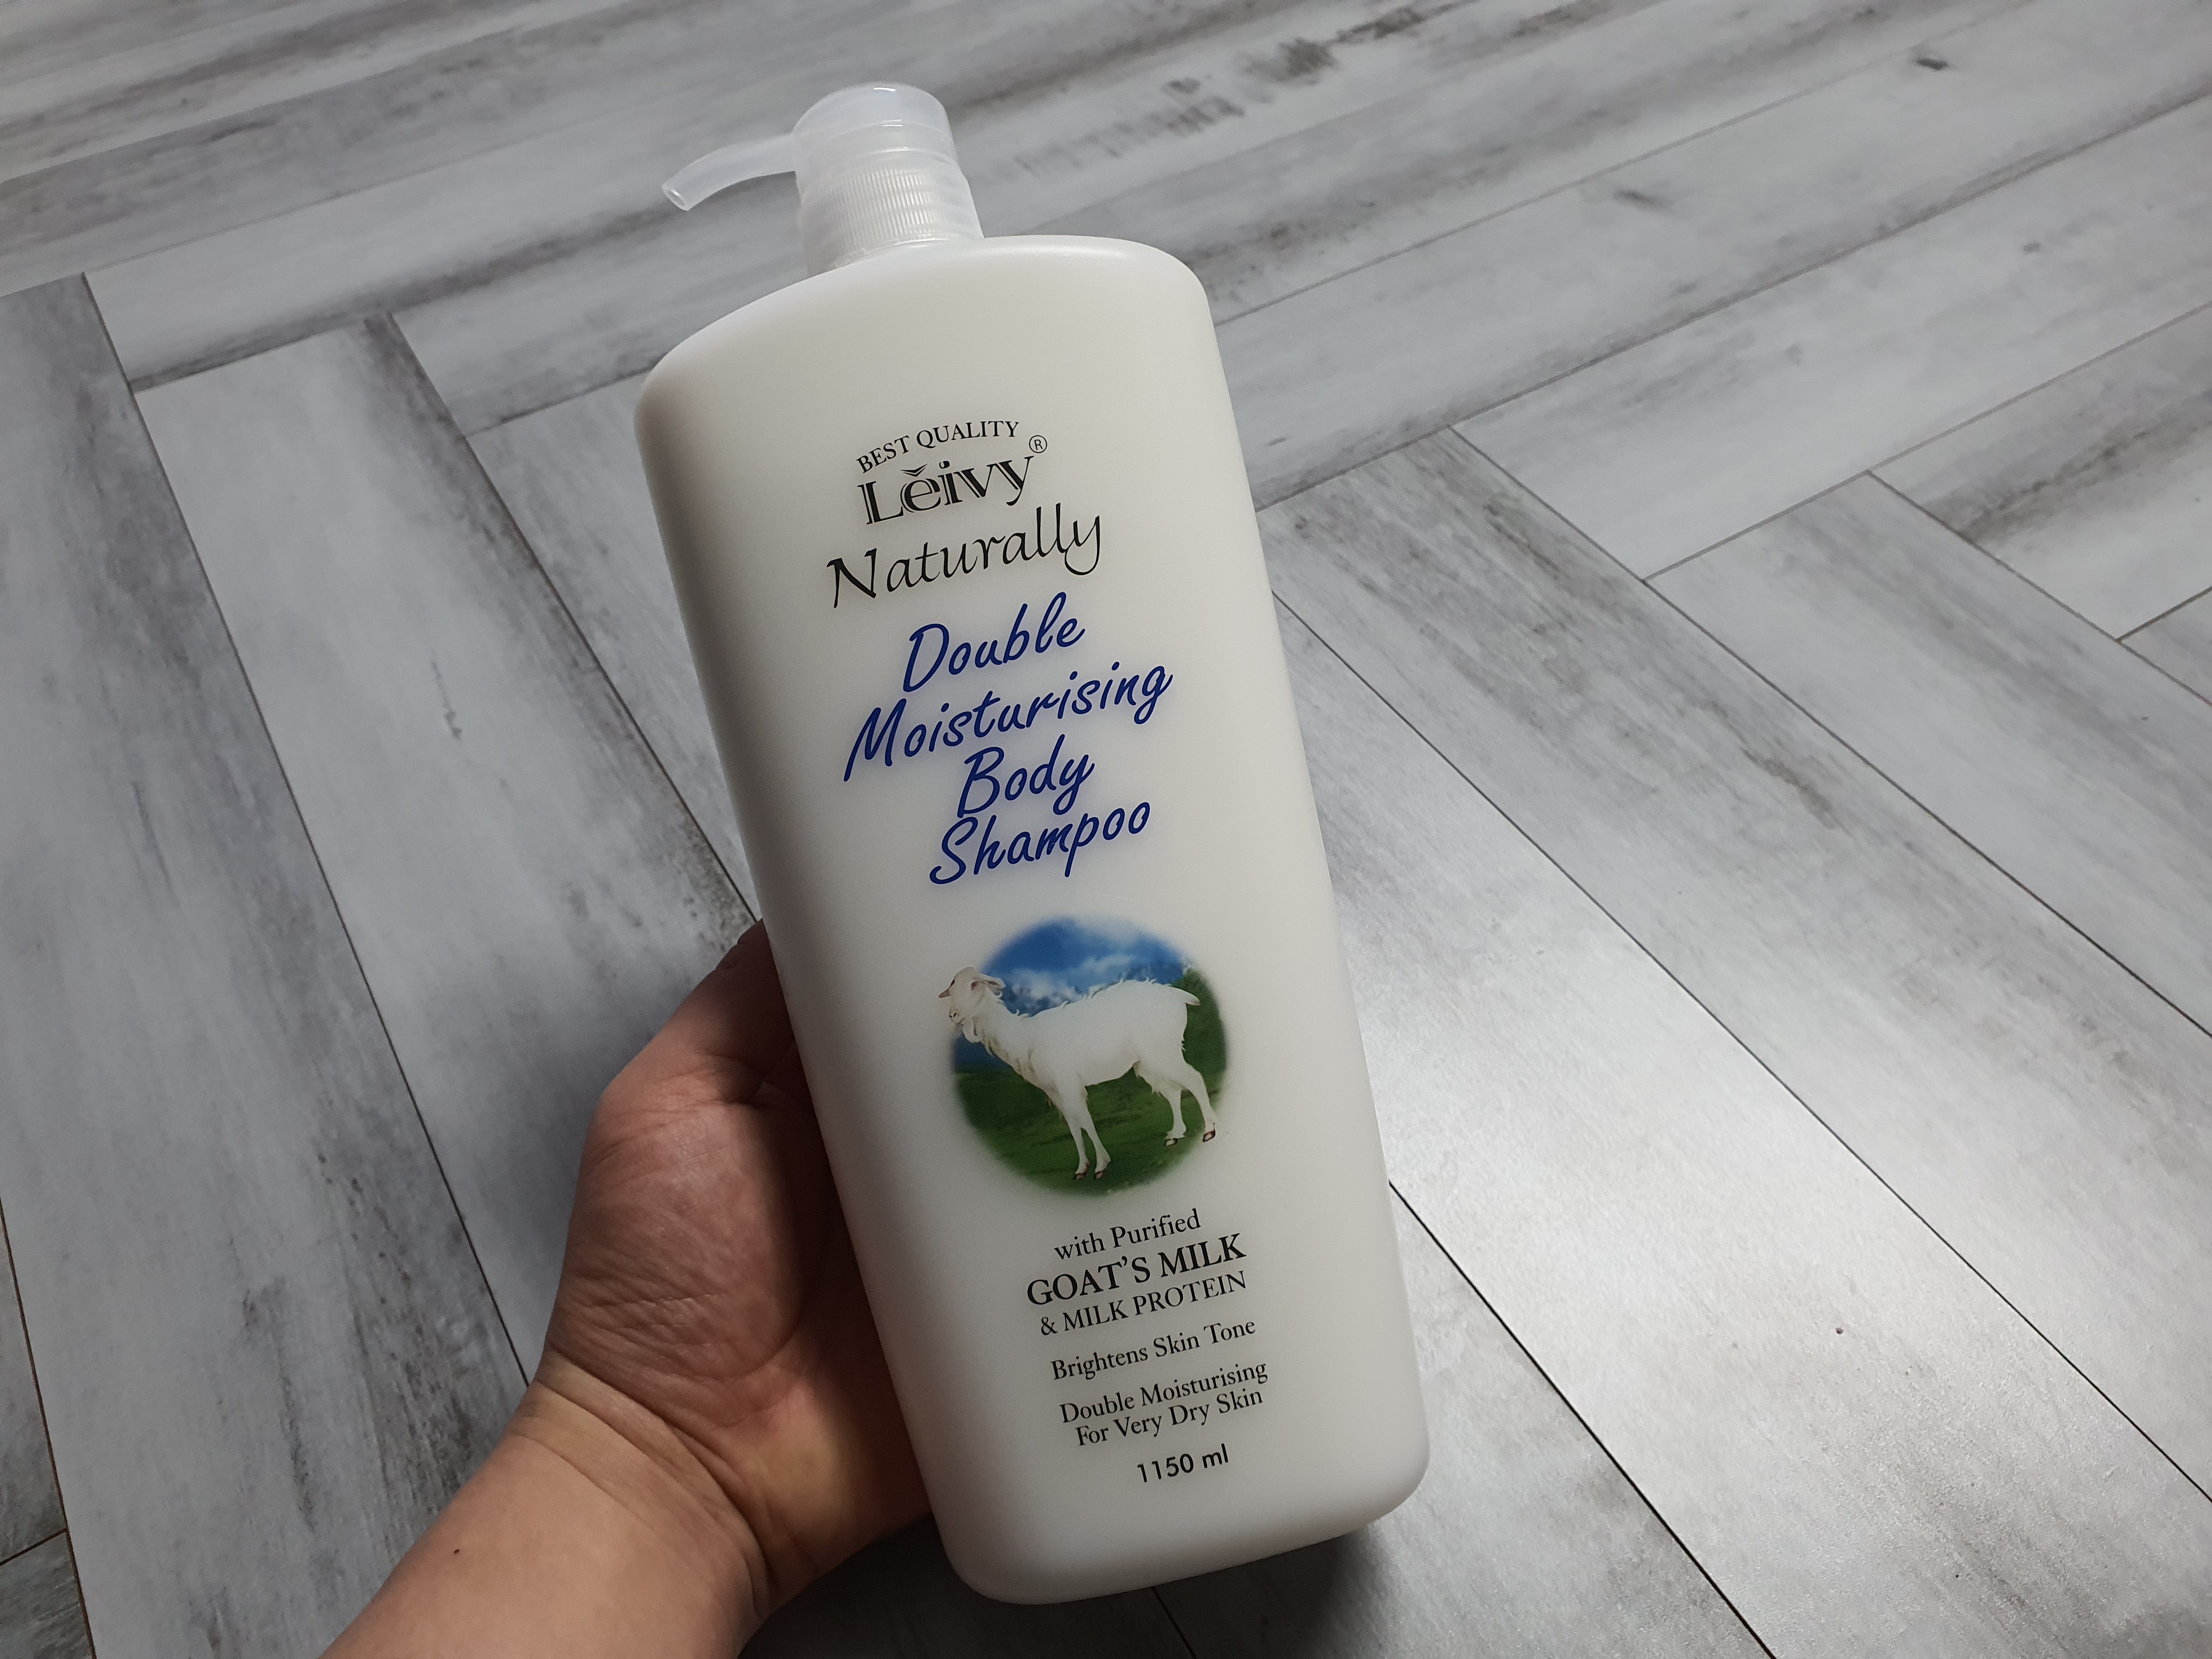 BEST QUALITY
Lěivy®
Naturally
Double
Moisturising
Body
Shampoo
with Purified
GOAT'S MILK
& MILK PROTEIN
Brightens Skin Tone
Double Moisturising
For Very Dry Skin
1150 ml